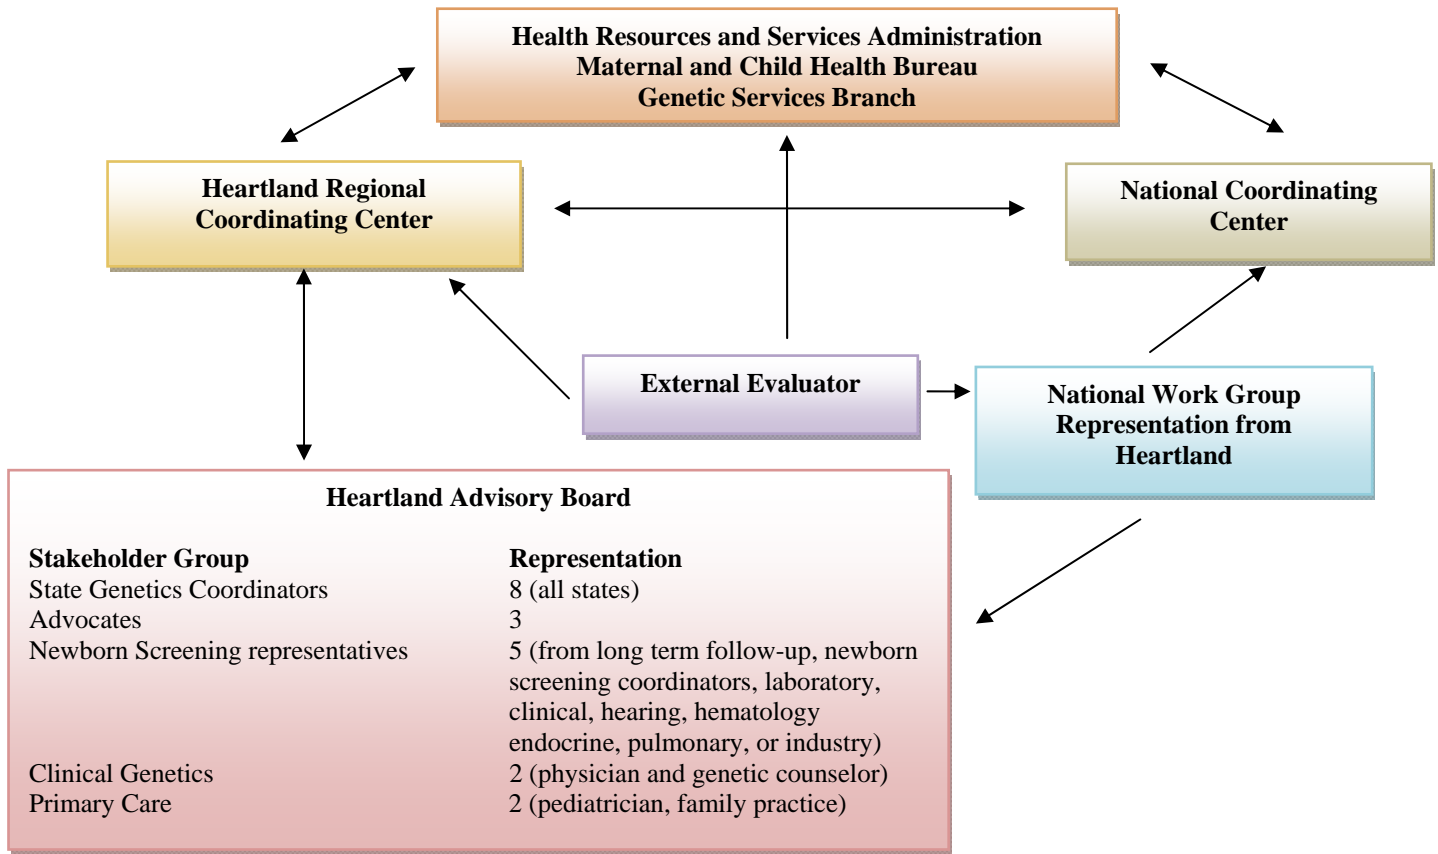 Health Resources and Services Administration
Maternal and Child Health Bureau
Genetic Services Branch
Heartland Regional
Coordinating Center
National Coordinating
Center
External Evaluator
National Work Group
Representation from
Heartland
Heartland Advisory Board
Stakeholder Group Representation
State Genetics Coordinators 8 (all states)
Advocates 3
Newborn Screening representatives 5 (from long term follow-up, newborn
screening coordinators, laboratory,
clinical, hearing, hematology
endocrine, pulmonary, or industry)
Clinical Genetics 2 (physician and genetic counselor)
Primary Care 2 (pediatrician, family practice)